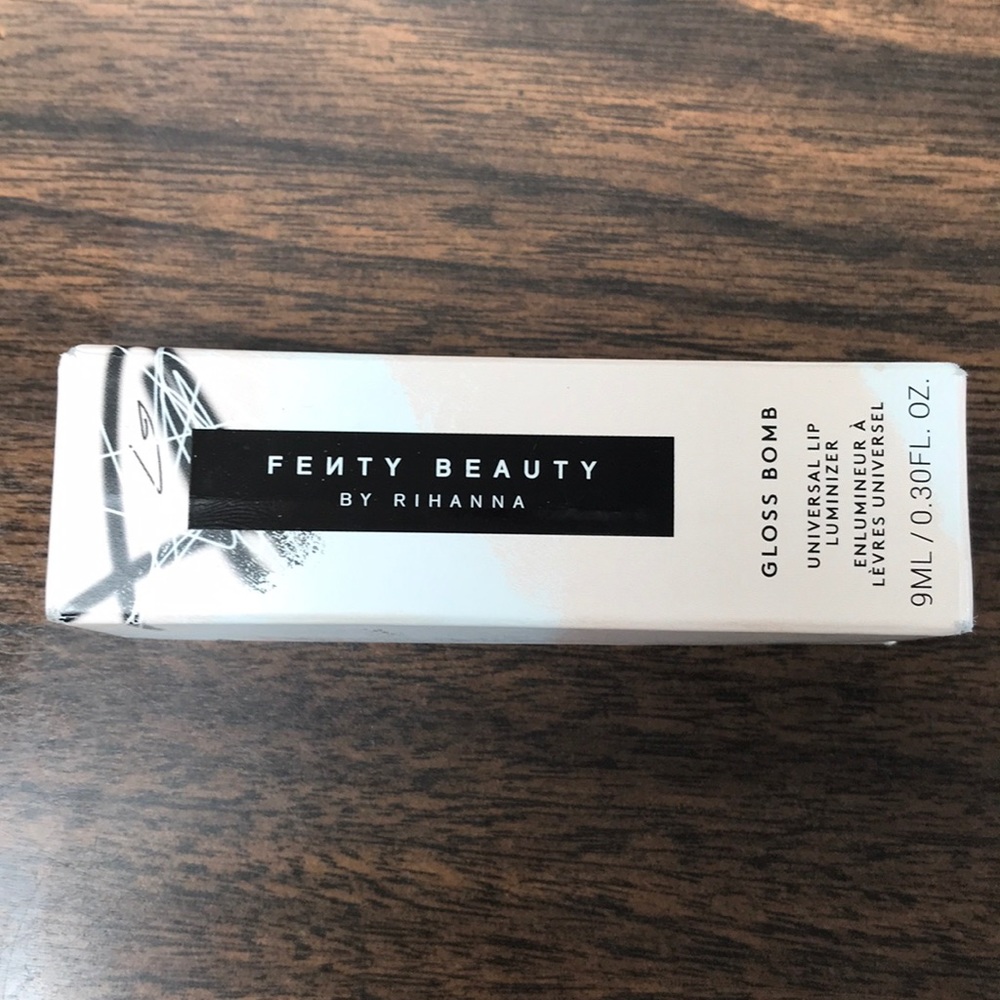 FENTY BEAUTY
BY RIHANNA
GLOSS BOMB
UNIVERSAL LIP
LUMINIZER
ENLUMINEUR À
LÈVRES UNIVERSEL
9ML / 0.30FL. OZ.